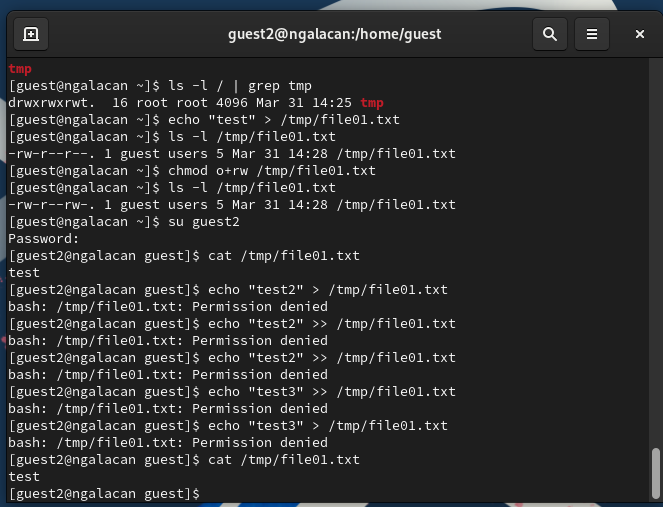 guest2@ngalacan:/home/guest
tmp
[guest@ngalacan ~]$ ls -l / | grep tmp
drwxrwxrwt.  16 root root 4096 Mar 31 14:25 tmp
[guest@ngalacan ~]$ echo "test" > /tmp/file01.txt
[guest@ngalacan ~]$ ls -l /tmp/file01.txt
-rw-r--r--. 1 guest users 5 Mar 31 14:28 /tmp/file01.txt
[guest@ngalacan ~]$ chmod o+rw /tmp/file01.txt
[guest@ngalacan ~]$ ls -l /tmp/file01.txt
-rw-r--rw-. 1 guest users 5 Mar 31 14:28 /tmp/file01.txt
[guest@ngalacan ~]$ su guest2
Password:
[guest2@ngalacan guest]$ cat /tmp/file01.txt
test
[guest2@ngalacan guest]$ echo "test2" > /tmp/file01.txt
bash: /tmp/file01.txt: Permission denied
[guest2@ngalacan guest]$ echo "test2" >> /tmp/file01.txt
bash: /tmp/file01.txt: Permission denied
[guest2@ngalacan guest]$ echo "test2" >> /tmp/file01.txt
bash: /tmp/file01.txt: Permission denied
[guest2@ngalacan guest]$ echo "test3" >> /tmp/file01.txt
bash: /tmp/file01.txt: Permission denied
[guest2@ngalacan guest]$ echo "test3" > /tmp/file01.txt
bash: /tmp/file01.txt: Permission denied
[guest2@ngalacan guest]$ cat /tmp/file01.txt
test
[guest2@ngalacan guest]$